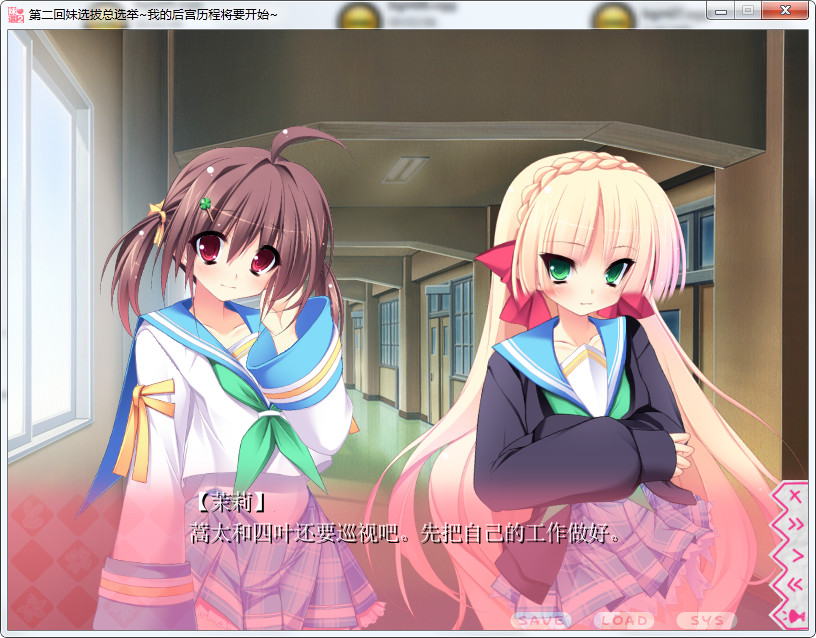 第二回妹选拔总选举~我的后宫历程将要开始~
【茉莉】
蒿太和四叶还要巡视吧。先把自己的工作做好。
SAVE LOAD SYS